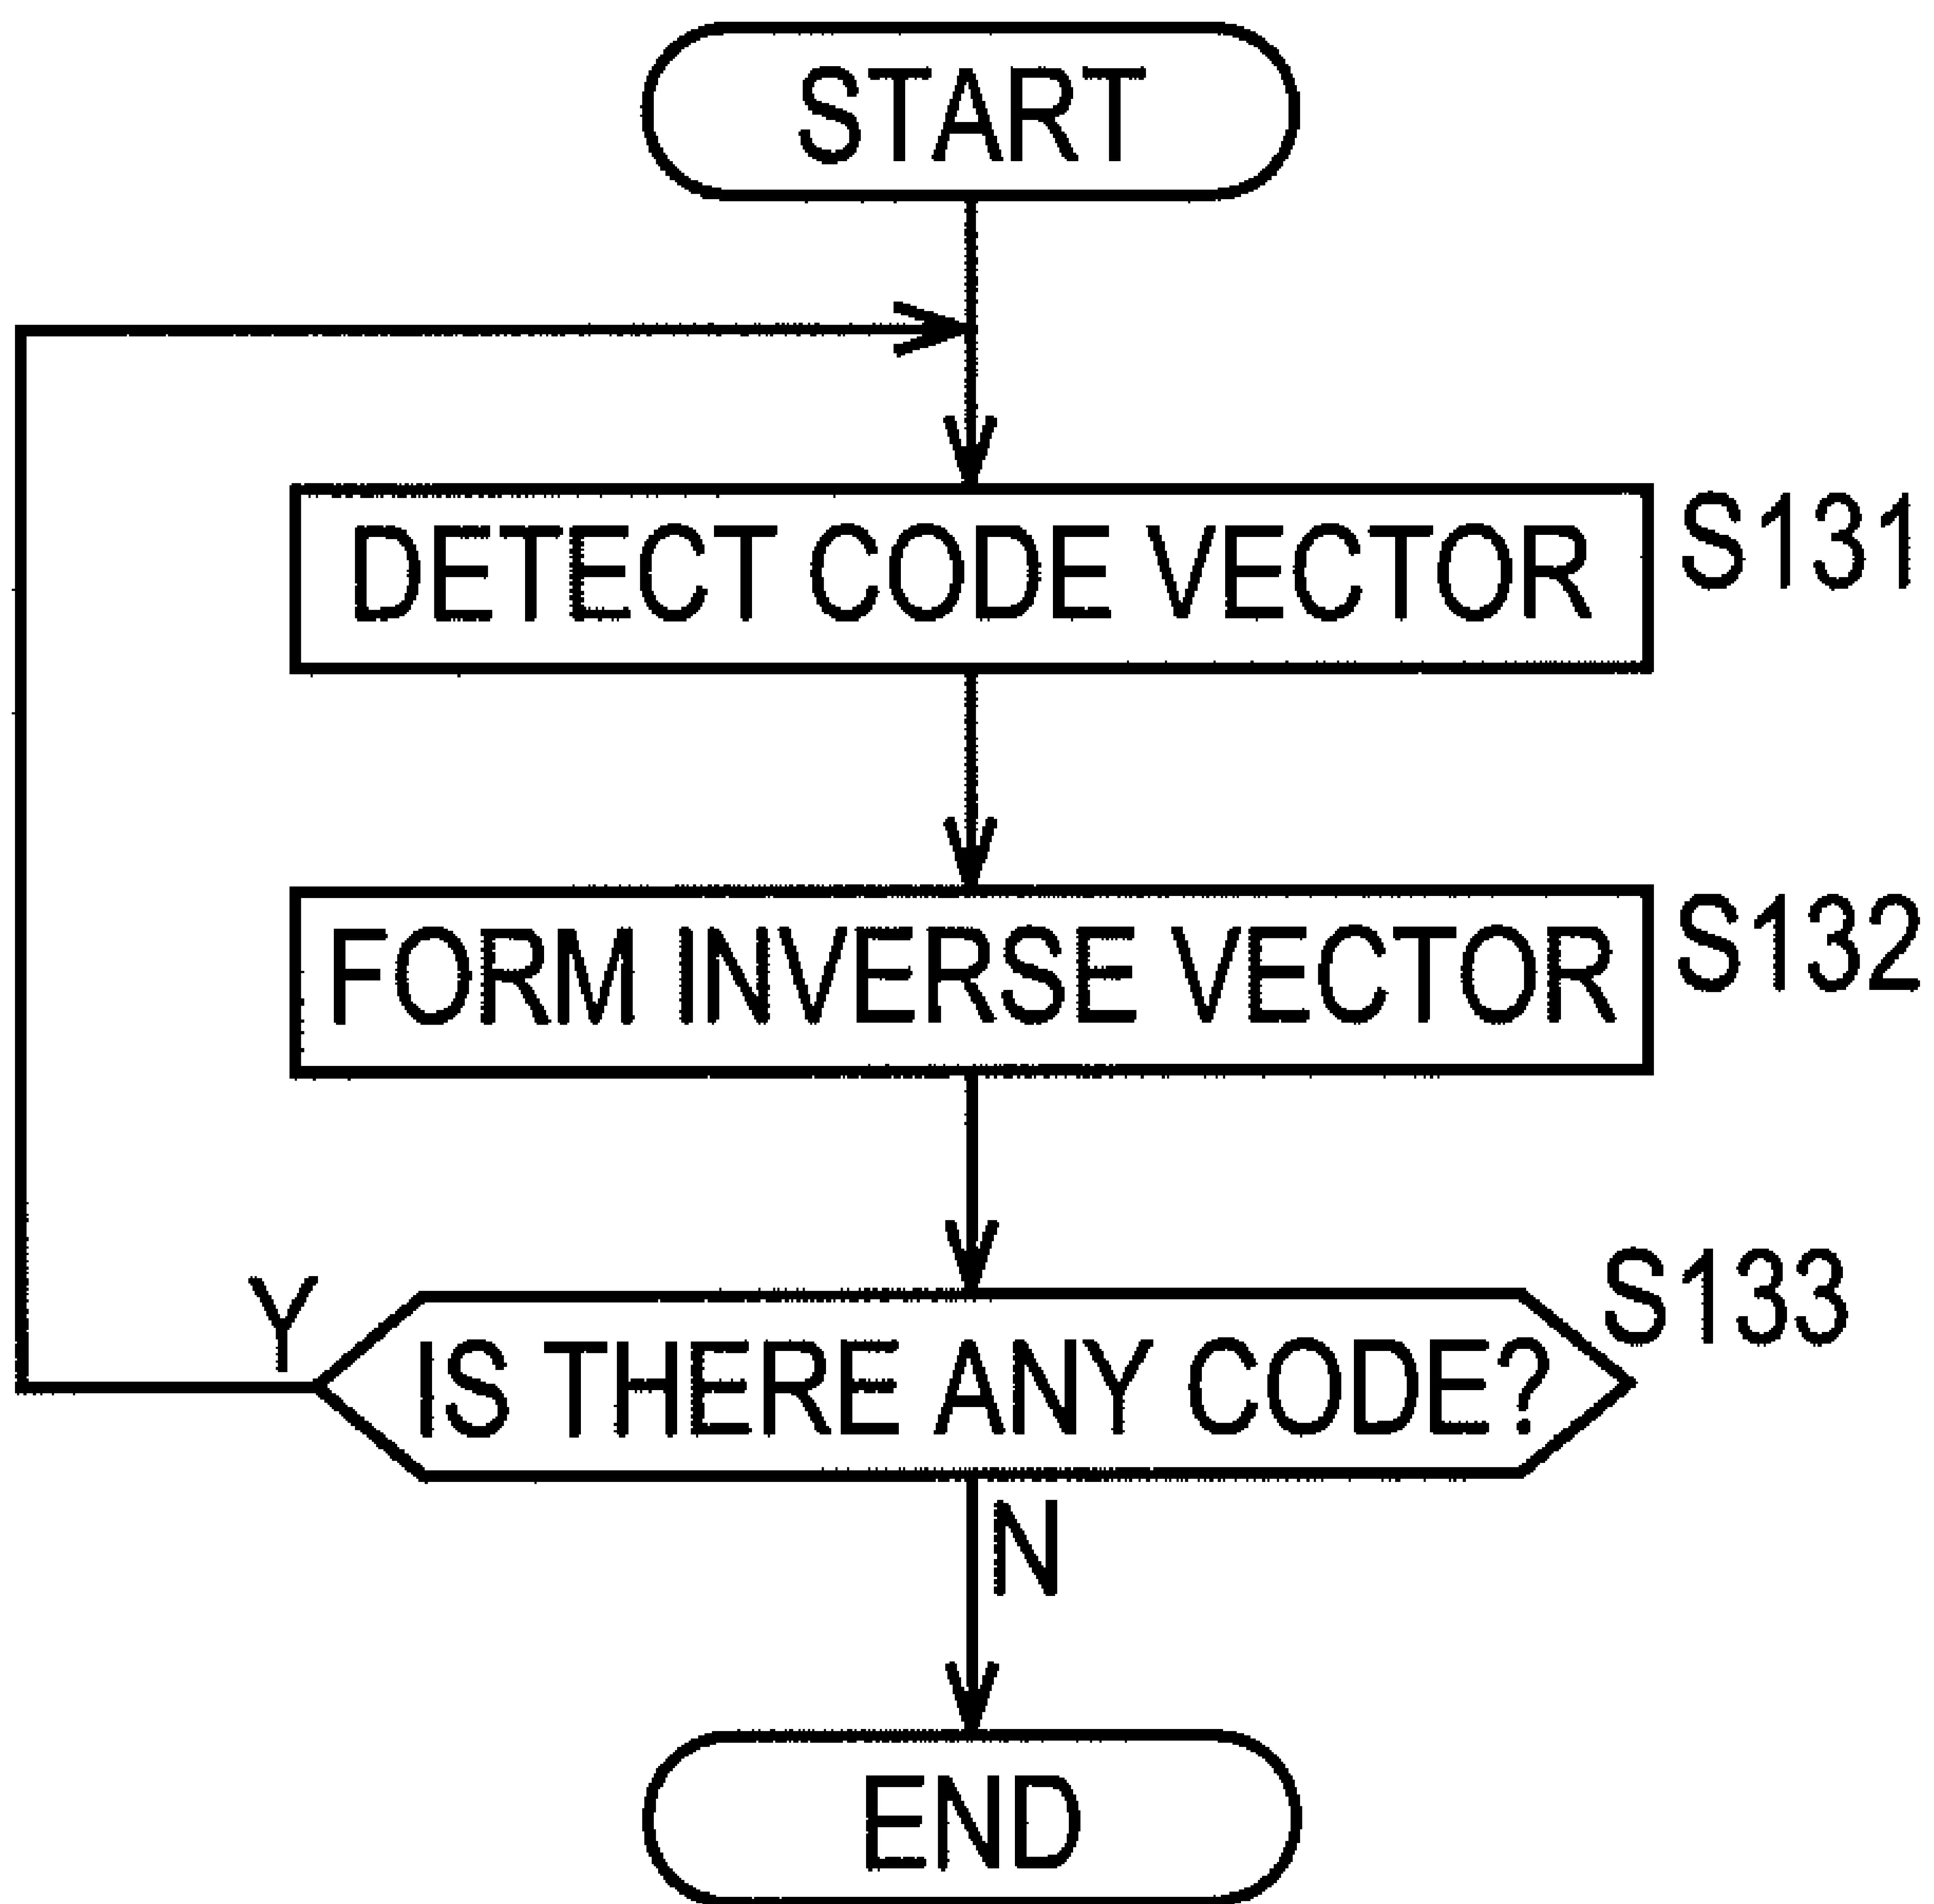 START
DETECT CODE VECTOR
S131
FORM INVERSE VECTOR
S132
S133
Y
IS THERE ANY CODE?
N
END